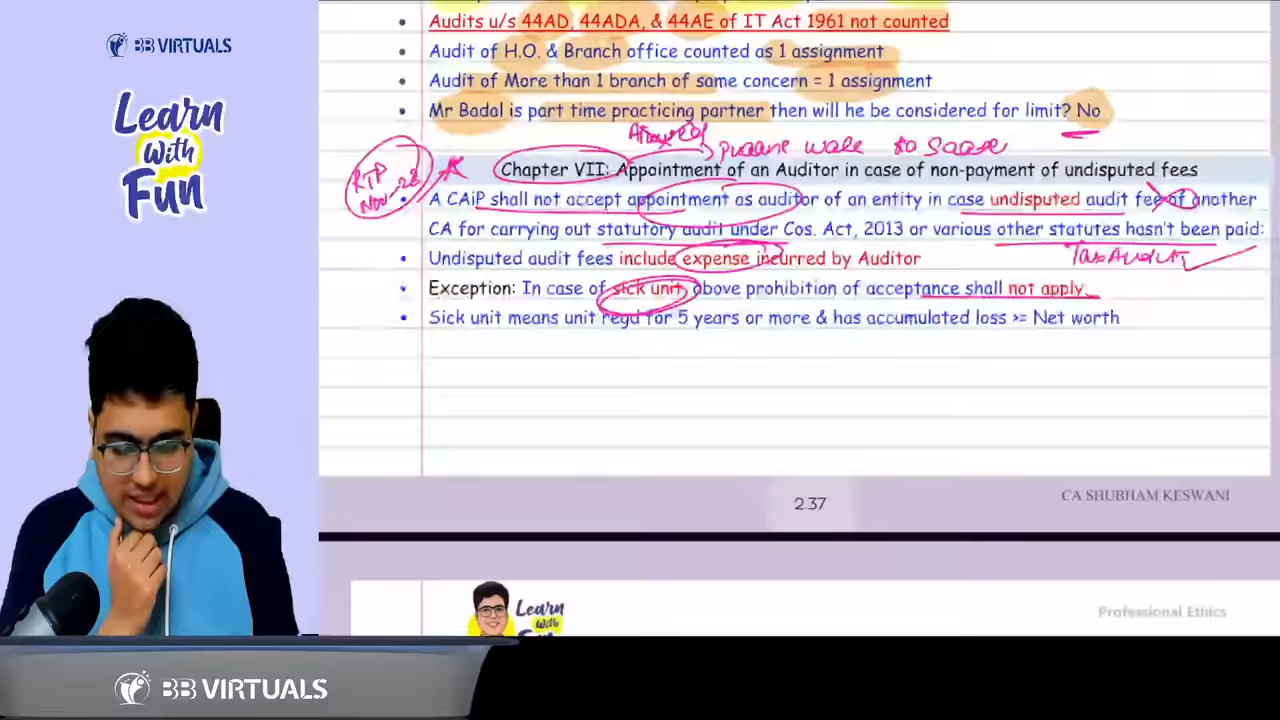 BB VIRTUALS
Learn
With
Fun
• Audits u/s 44AD, 44ADA, & 44AE of IT Act 1961 not counted
• Audit of H.O. & Branch office counted as 1 assignment
• Audit of More than 1 branch of same concern = 1 assignment
• Mr Badal is part time practicing partner then will he be considered for limit? No
RTP
Nov
Chapter VII: Appointment of an Auditor in case of non-payment of undisputed fees
• A CAiP shall not accept appointment as auditor of an entity in case undisputed audit fee of another
CA for carrying out statutory audit under Cos. Act, 2013 or various other statutes hasn't been paid:
Tax Audit
• Undisputed audit fees include expense incurred by Auditor
• Exception: In case of sick unit, above prohibition of acceptance shall not apply
• Sick unit means unit regd for 5 years or more & has accumulated loss >= Net worth
2.37
CA SHUBHAM KESWANI
Learn
With
Professional Ethics
BB VIRTUALS